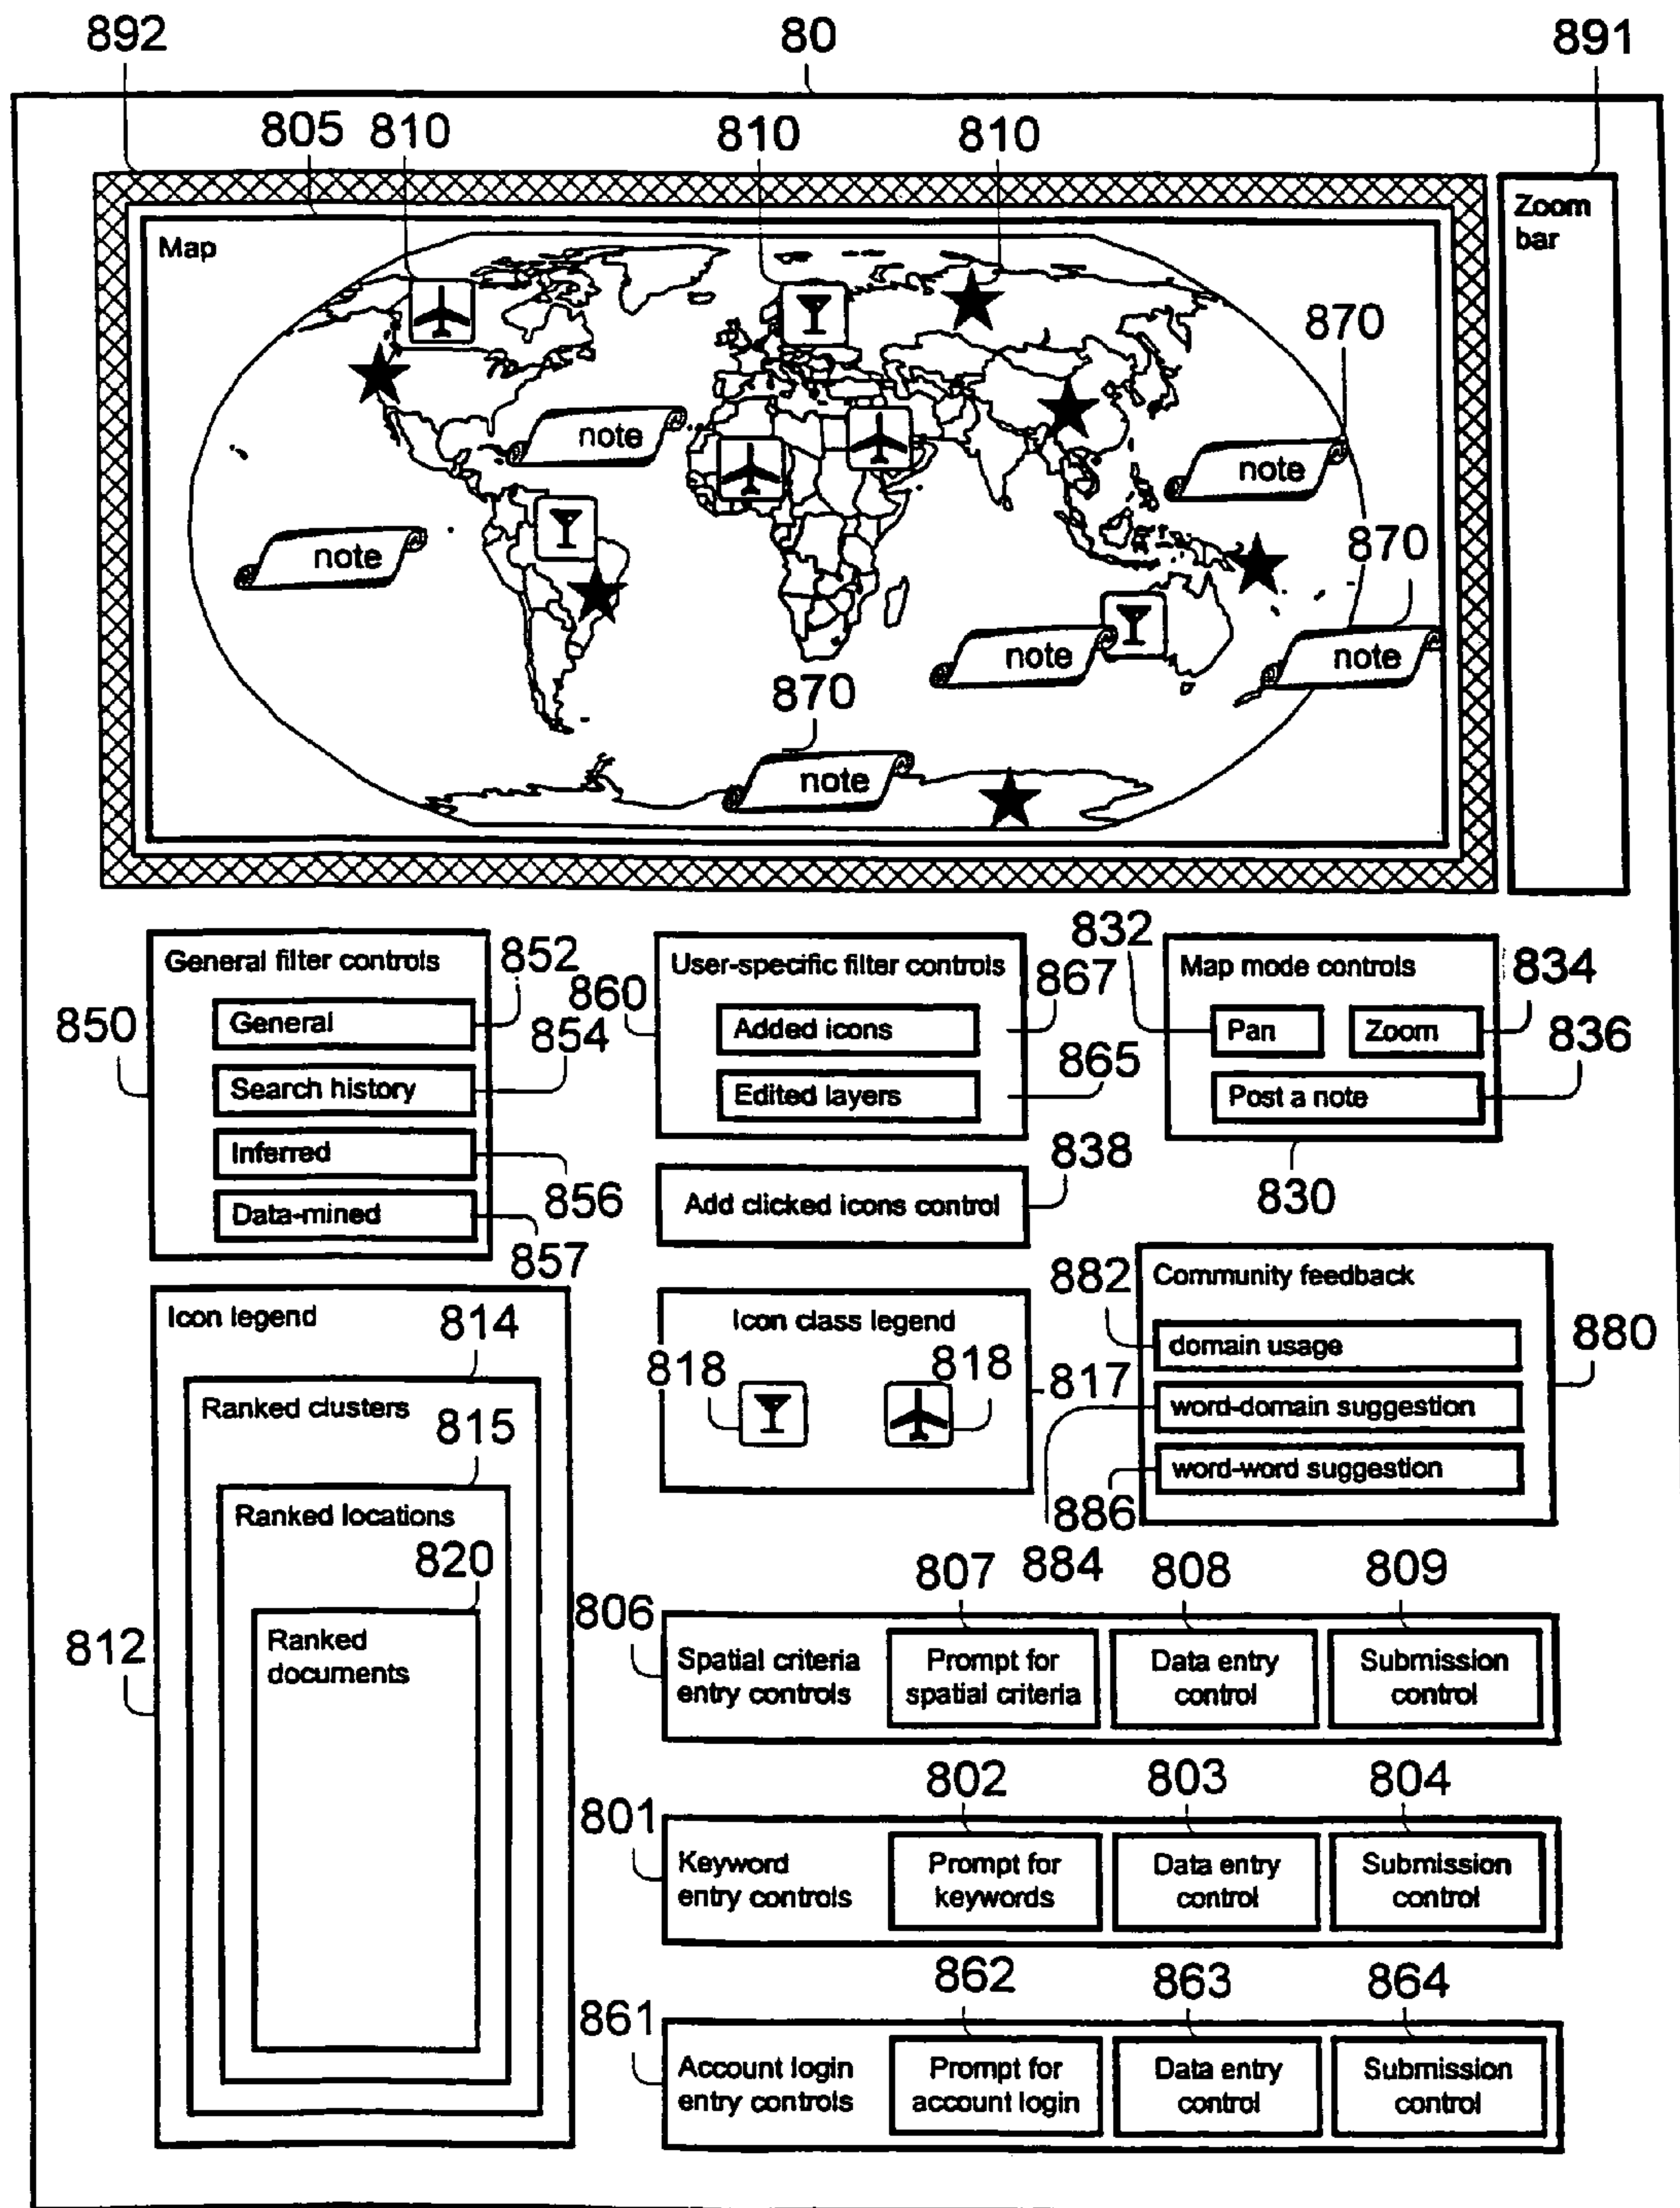 892
80
891
805
810
810
810
Zoom
bar
Map
870
note
note
note
870
note
note
870
note
General filter controls
852
General
854
Search history
850
Inferred
856
Data-mined
857
User-specific filter controls
860
867
Added icons
865
Edited layers
838
Add clicked icons control
832
Map mode controls
834
Pan
Zoom
836
Post a note
830
Icon legend
814
Ranked clusters
815
Ranked locations
820
Ranked
documents
812
Icon class legend
818
818
817
882
Community feedback
880
domain usage
word-domain suggestion
word-word suggestion
886
884
807
808
809
806
Spatial criteria
entry controls
Prompt for
spatial criteria
Data entry
control
Submission
control
802
803
804
801
Keyword
entry controls
Prompt for
keywords
Data entry
control
Submission
control
862
863
864
861
Account login
entry controls
Prompt for
account login
Data entry
control
Submission
control